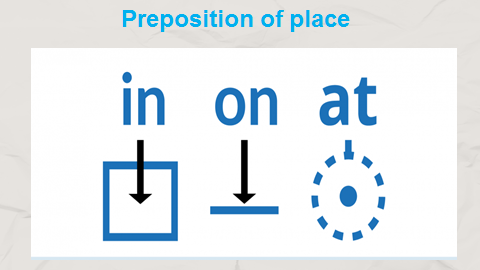 Preposition of place
in on at